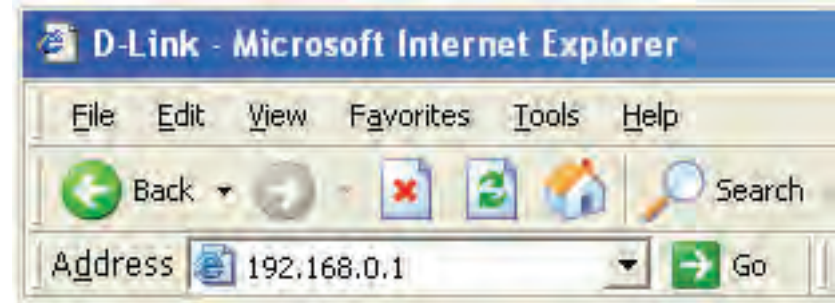 D-Link - Microsoft Internet Explorer
File Edit View Favorites Tools Help
Back Search
Address 192.168.0.1 Go